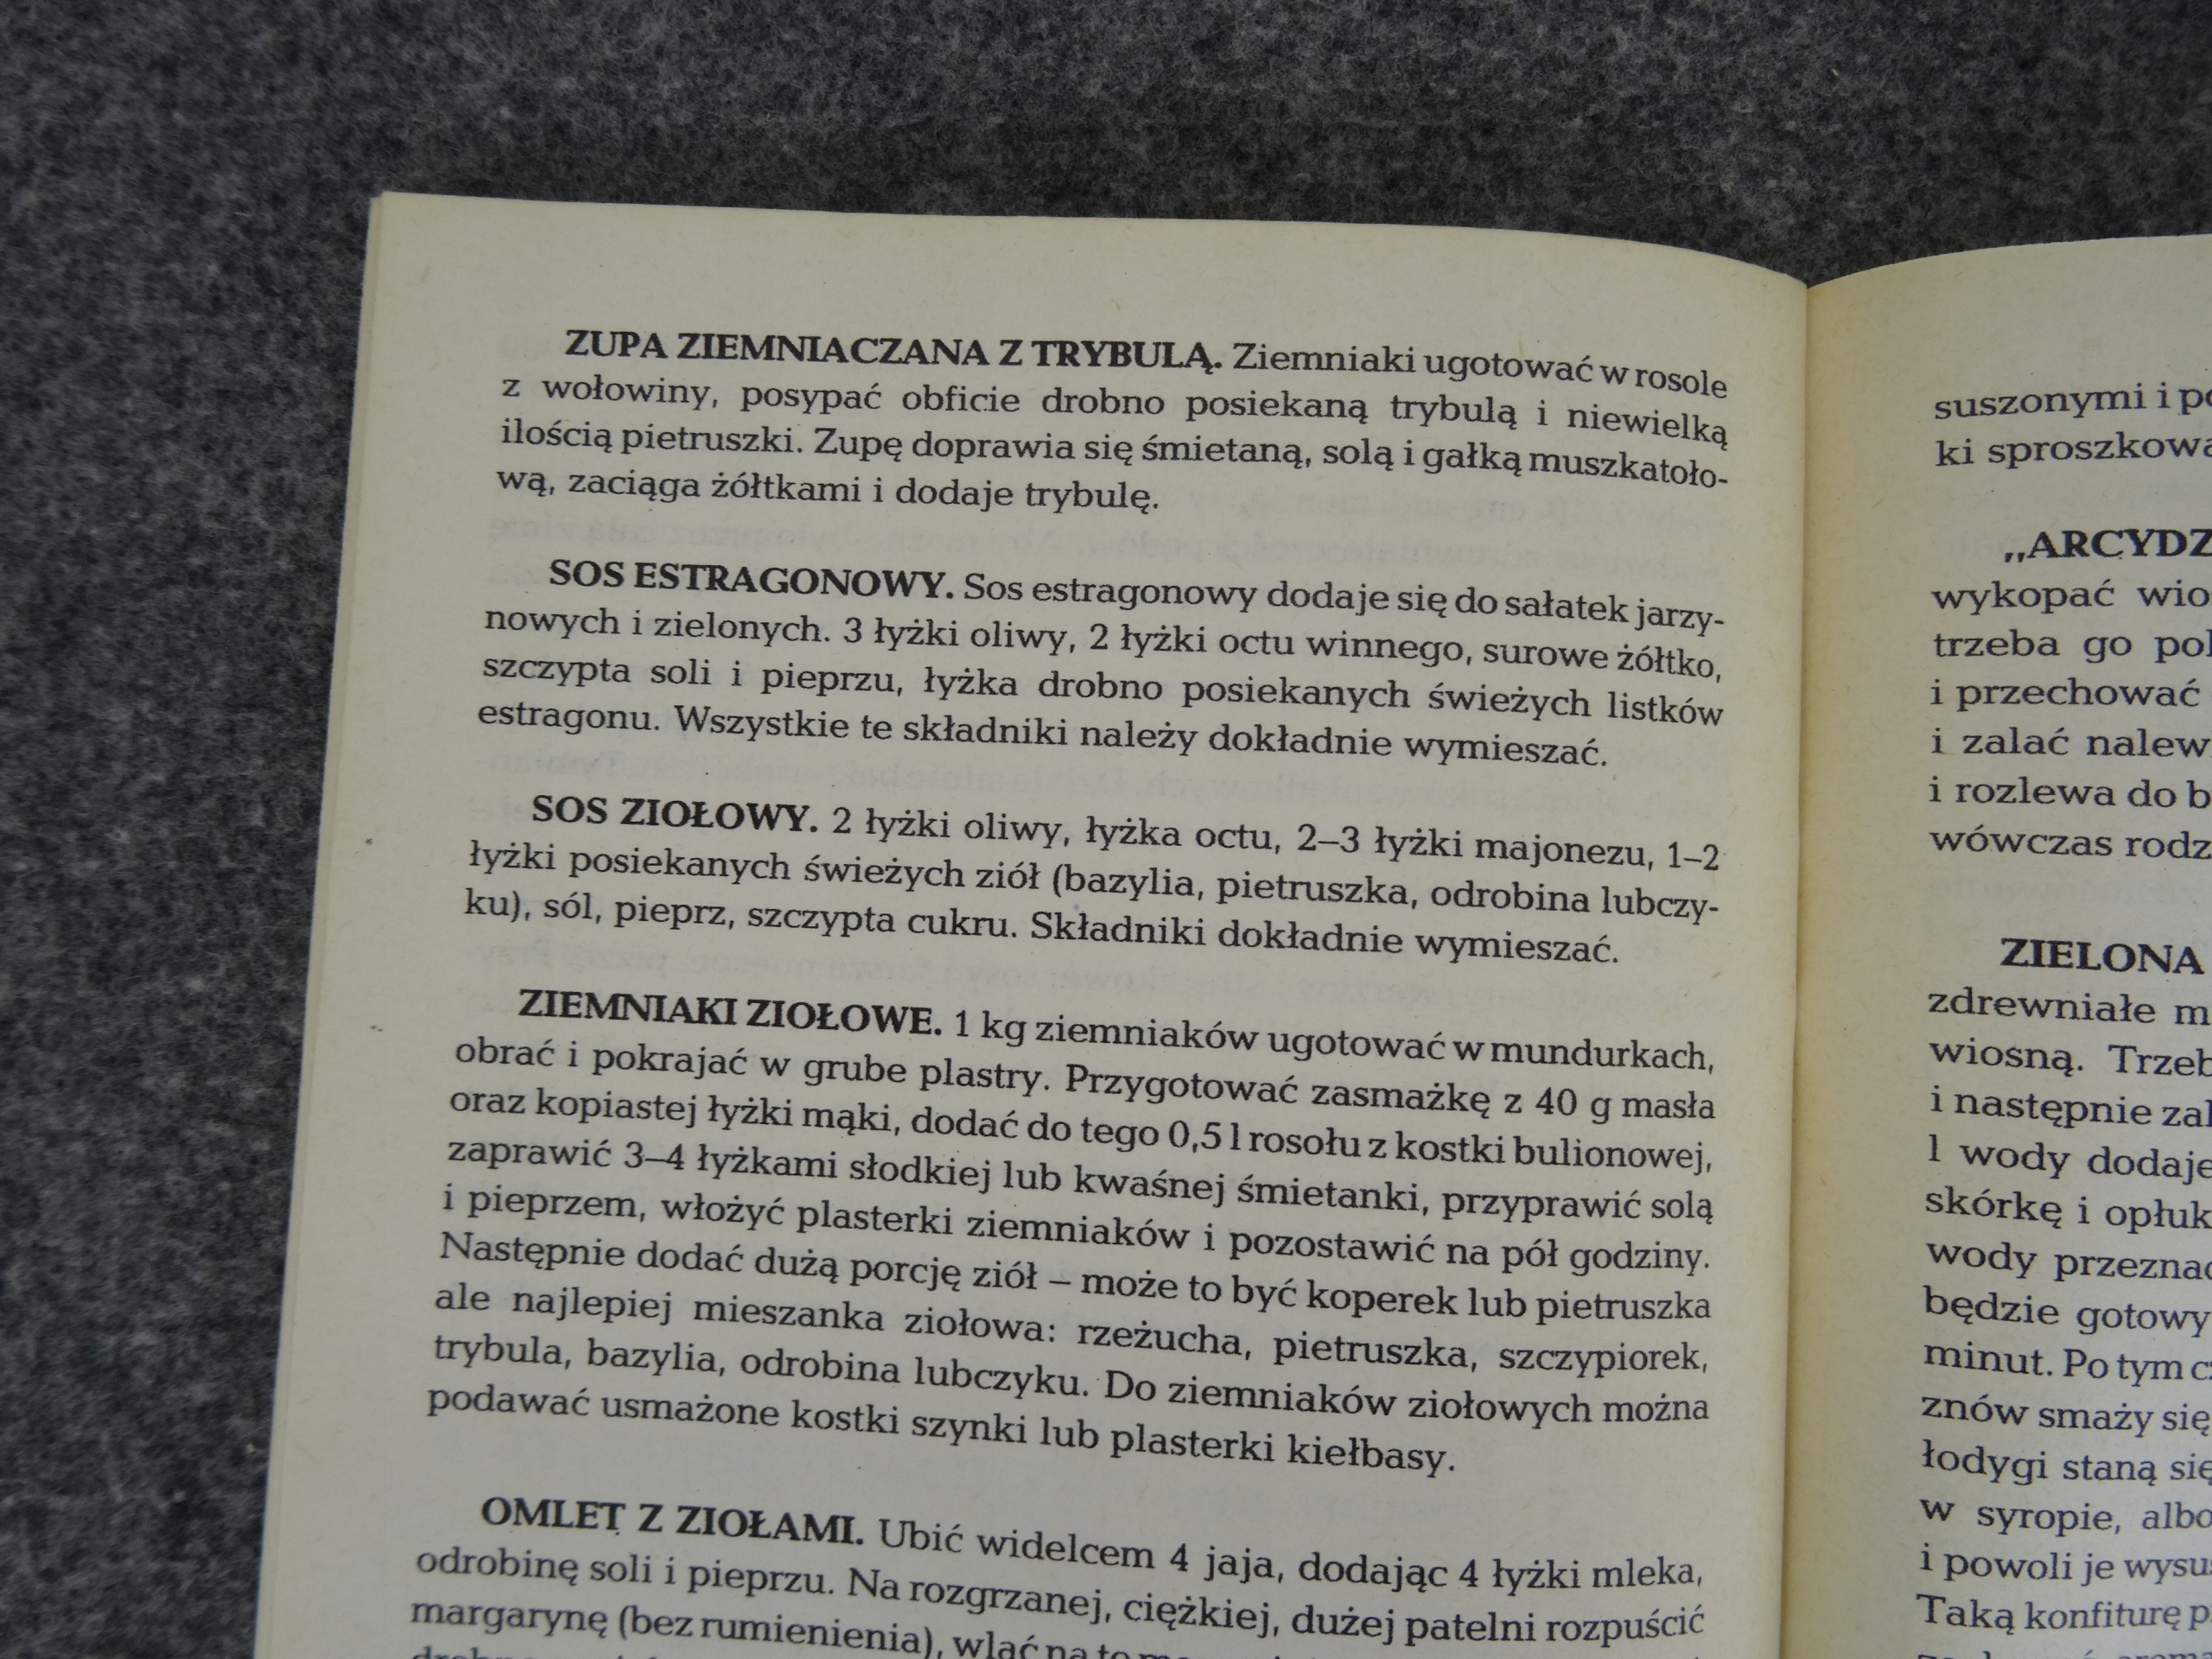 ZUPA ZIEMNIACZANA Z TRYBULĄ. Ziemniaki ugotować w rosole
z wołowiny, posypać obficie drobno posiekaną trybulą i niewielką
ilością pietruszki. Zupę doprawia się śmietaną, solą i gałką muszkatoło-
wą, zaciąga żółtkami i dodaje trybulę.
SOS ESTRAGONOWY. Sos estragonowy dodaje się do sałatek jarzy-
nowych i zielonych. 3 łyżki oliwy, 2 łyżki octu winnego, surowe żółtko,
szczypta soli i pieprzu, łyżka drobno posiekanych świeżych listków
estragonu. Wszystkie te składniki należy dokładnie wymieszać.
SOS ZIOŁOWY. 2 łyżki oliwy, łyżka octu, 2–3 łyżki majonezu, 1–2
łyżki posiekanych świeżych ziół (bazylia, pietruszka, odrobina lubczy-
ku), sól, pieprz, szczypta cukru. Składniki dokładnie wymieszać.
ZIEMNIAKI ZIOŁOWE. 1 kg ziemniaków ugotować w mundurkach,
obrać i pokrajać w grube plastry. Przygotować zasmażkę z 40 g masła
oraz kopiastej łyżki mąki, dodać do tego 0,5 l rosołu z kostki bulionowej,
zaprawić 3–4 łyżkami słodkiej lub kwaśnej śmietanki, przyprawić solą
i pieprzem, włożyć plasterki ziemniaków i pozostawić na pół godziny.
Następnie dodać dużą porcję ziół – może to być koperek lub pietruszka
ale najlepiej mieszanka ziołowa: rzeżucha, pietruszka, szczypiorek,
trybula, bazylia, odrobina lubczyku. Do ziemniaków ziołowych można
podawać usmażone kostki szynki lub plasterki kiełbasy.
OMLET Z ZIOŁAMI. Ubić widelcem 4 jaja, dodając 4 łyżki mleka,
odrobinę soli i pieprzu. Na rozgrzanej, ciężkiej, dużej patelni rozpuścić
margarynę (bez rumienienia), wlać na to
suszonymi i
ki
„ARCYDZ
wykopać
trzeba go
i przechować
i zalać
i rozlewa do
wówczas
ZIELONA
zdrewniałe
wiosną.
i następnie
l wody
skórkę i
wody
będzie gotowy
minut. Po tym
znów smaży się
łodygi staną się
w syropie,
i powoli je
Taką konfiturę